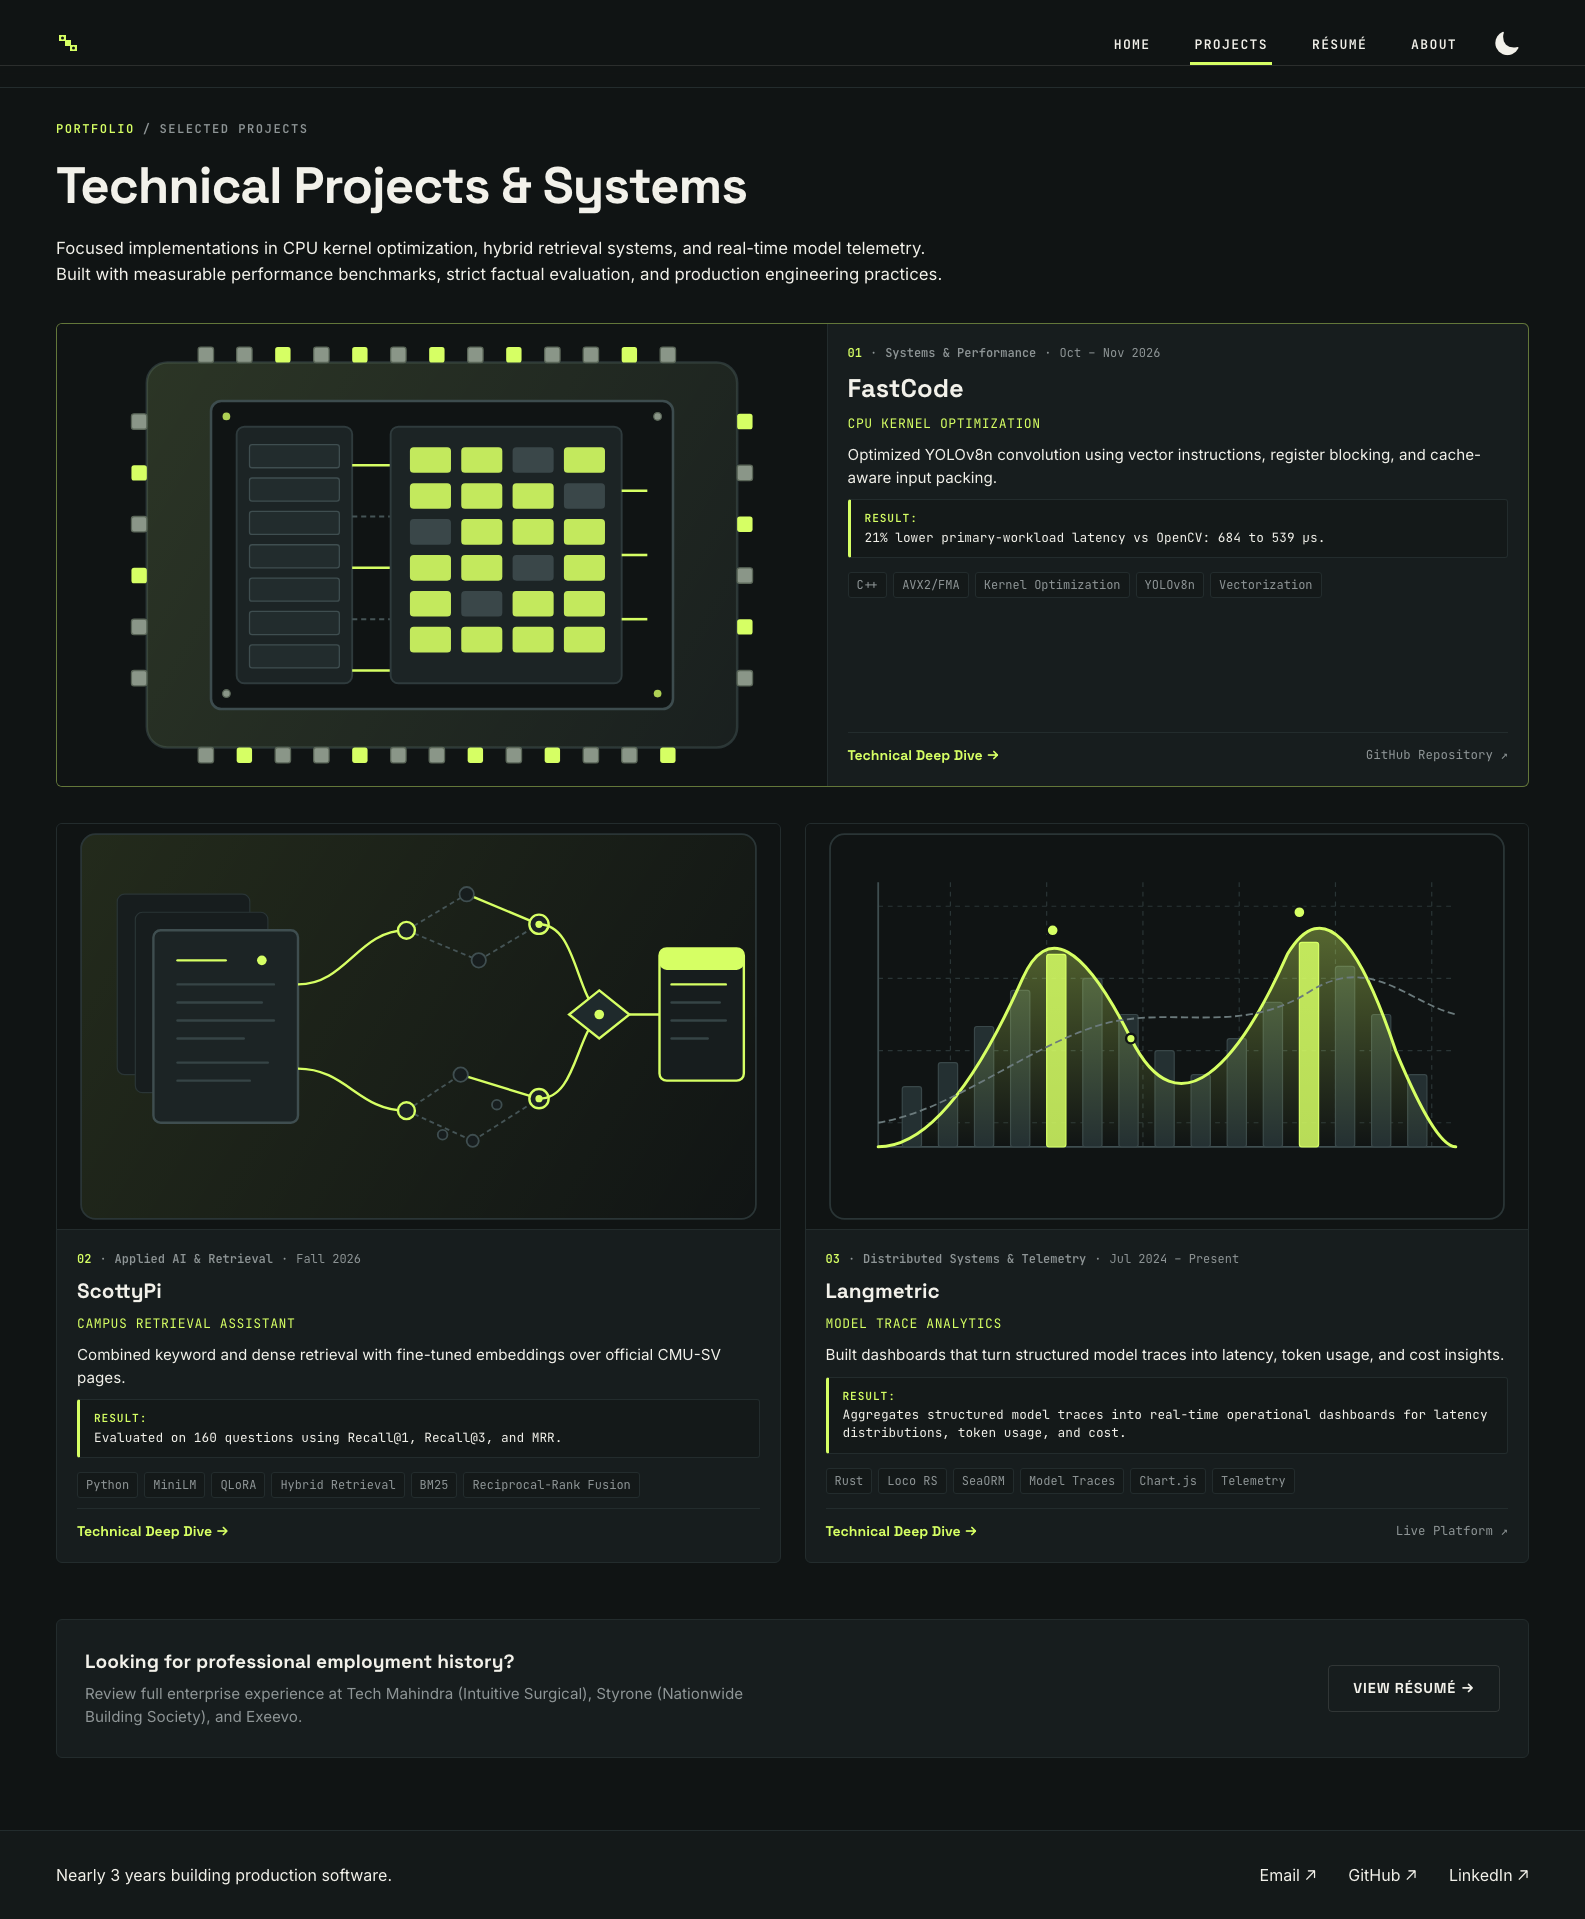 HOME PROJECTS RÉSUMÉ ABOUT
PORTFOLIO / SELECTED PROJECTS
Technical Projects & Systems
Focused implementations in CPU kernel optimization, hybrid retrieval systems, and real-time model telemetry.
Built with measurable performance benchmarks, strict factual evaluation, and production engineering practices.
01 · Systems & Performance · Oct – Nov 2026
FastCode
CPU KERNEL OPTIMIZATION
Optimized YOLOv8n convolution using vector instructions, register blocking, and cache-
aware input packing.
RESULT:
21% lower primary-workload latency vs OpenCV: 684 to 539 µs.
C++ AVX2/FMA Kernel Optimization YOLOv8n Vectorization
Technical Deep Dive → GitHub Repository ↗
02 · Applied AI & Retrieval · Fall 2026
ScottyPi
CAMPUS RETRIEVAL ASSISTANT
Combined keyword and dense retrieval with fine-tuned embeddings over official CMU-SV
pages.
RESULT:
Evaluated on 160 questions using Recall@1, Recall@3, and MRR.
Python MiniLM QLoRA Hybrid Retrieval BM25 Reciprocal-Rank Fusion
Technical Deep Dive →
03 · Distributed Systems & Telemetry · Jul 2024 – Present
Langmetric
MODEL TRACE ANALYTICS
Built dashboards that turn structured model traces into latency, token usage, and cost insights.
RESULT:
Aggregates structured model traces into real-time operational dashboards for latency
distributions, token usage, and cost.
Rust Loco RS SeaORM Model Traces Chart.js Telemetry
Technical Deep Dive → Live Platform ↗
Looking for professional employment history?
Review full enterprise experience at Tech Mahindra (Intuitive Surgical), Styrone (Nationwide
Building Society), and Exeevo.
VIEW RÉSUMÉ →
Nearly 3 years building production software.
Email ↗ GitHub ↗ LinkedIn ↗